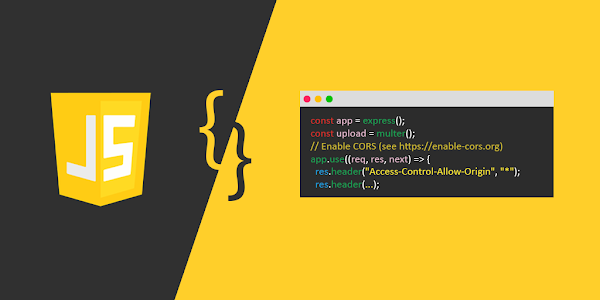 JS
{}
const app = express();
const upload = multer();
// Enable CORS (see https://enable-cors.org)
app.use((req, res, next) => {
res.header("Access-Control-Allow-Origin", "*");
res.header(...);